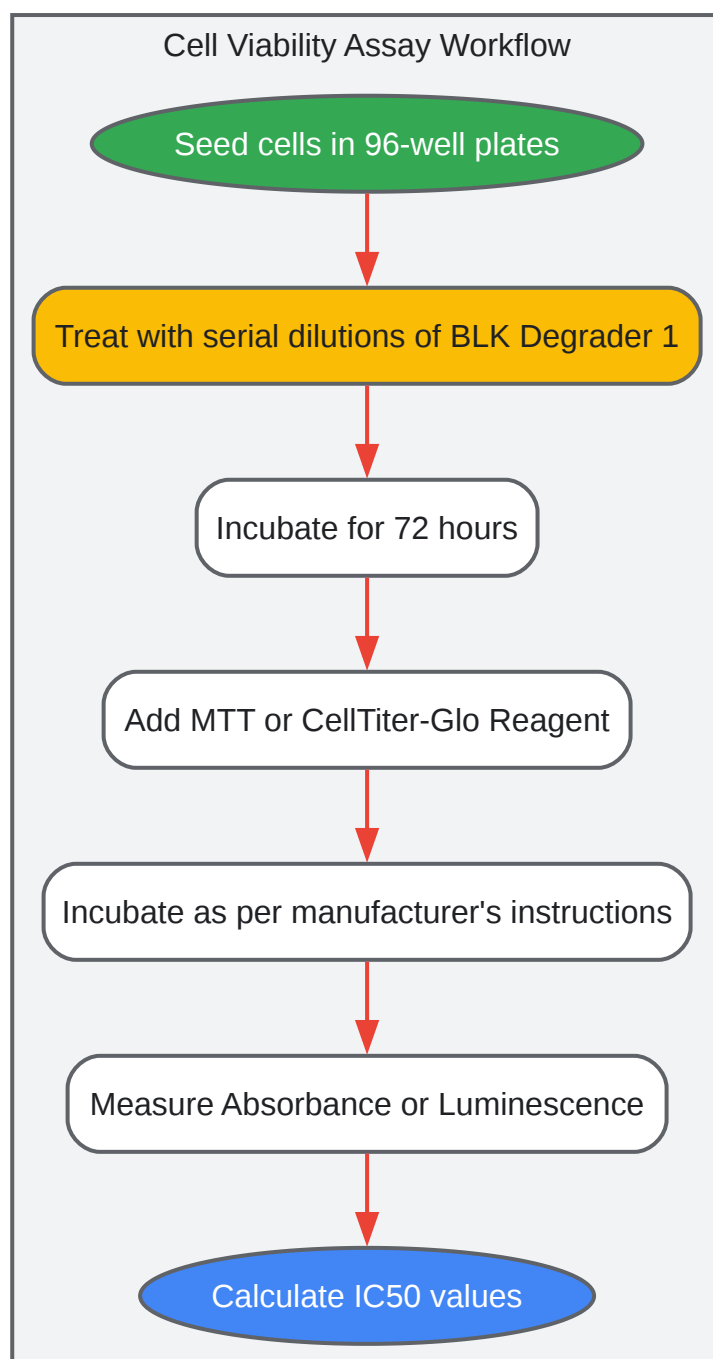 Cell Viability Assay Workflow
Seed cells in 96-well plates
Treat with serial dilutions of BLK Degrader 1
Incubate for 72 hours
Add MTT or CellTiter-Glo Reagent
Incubate as per manufacturer's instructions
Measure Absorbance or Luminescence
Calculate IC50 values